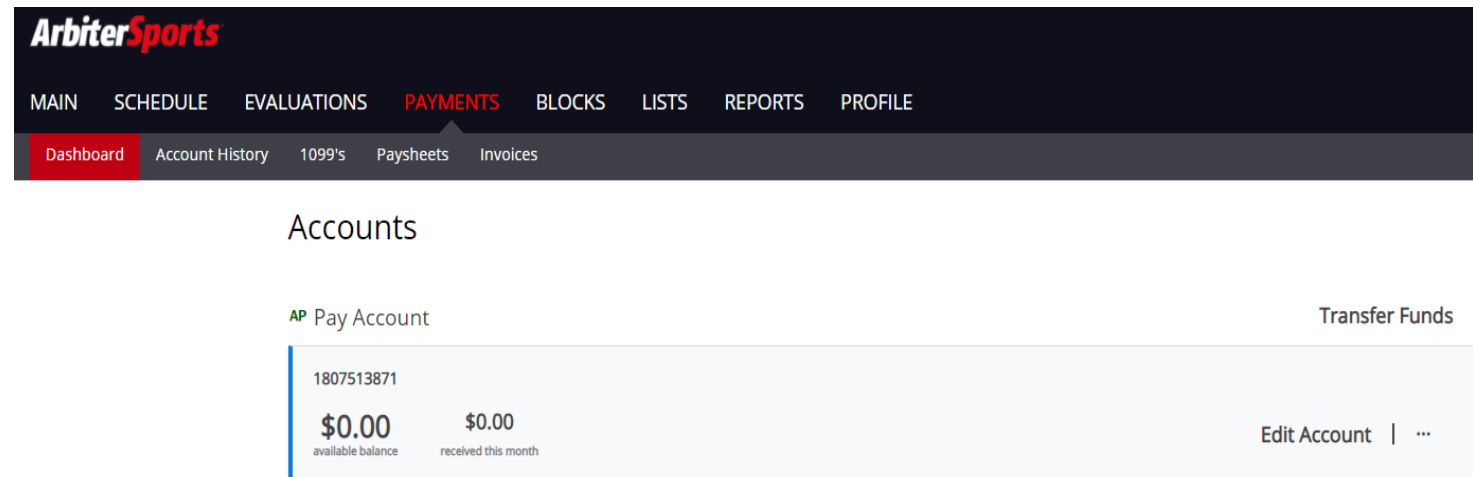 ArbiterSports
MAIN SCHEDULE EVALUATIONS PAYMENTS BLOCKS LISTS REPORTS PROFILE
Dashboard Account History 1099's Paysheets Invoices
Accounts
AP Pay Account Transfer Funds
1807513871
$0.00 $0.00
available balance received this month
Edit Account | ...